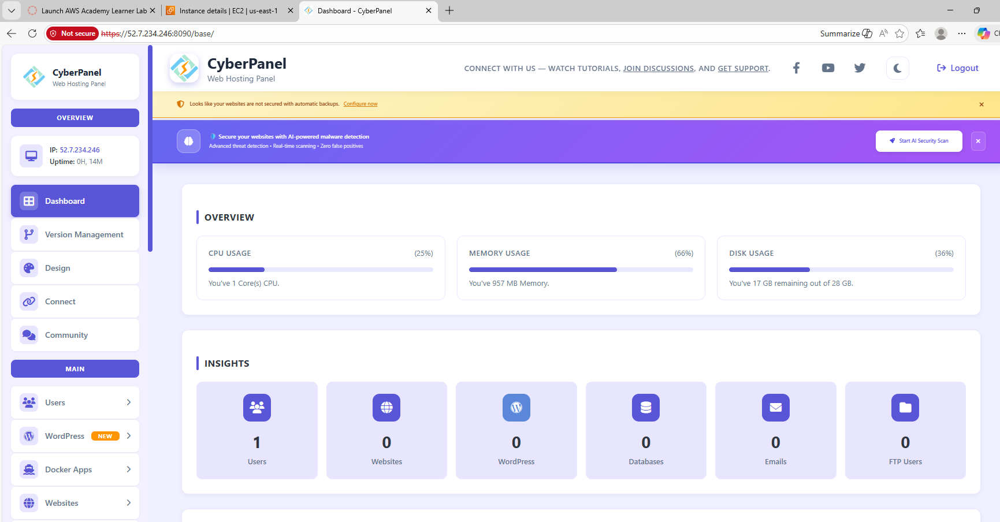 Launch AWS Academy Learner Lab
Instance details | EC2 | us-east-1
Dashboard - CyberPanel
Not secure
https://52.7.234.246:8090/base/
Summarize
CyberPanel
Web Hosting Panel
OVERVIEW
IP: 52.7.234.246
Uptime: 0H, 14M
Dashboard
Version Management
Design
Connect
Community
MAIN
Users
WordPress NEW
Docker Apps
Websites
CyberPanel
Web Hosting Panel
CONNECT WITH US — WATCH TUTORIALS, JOIN DISCUSSIONS, AND GET SUPPORT.
Logout
Looks like your websites are not secured with automatic backups. Configure now
Secure your websites with AI-powered malware detection
Advanced threat detection • Real-time scanning • Zero false positives
Start AI Security Scan
OVERVIEW
CPU USAGE (25%)
You've 1 Core(s) CPU.
MEMORY USAGE (66%)
You've 957 MB Memory.
DISK USAGE (36%)
You've 17 GB remaining out of 28 GB.
INSIGHTS
1
Users
0
Websites
0
WordPress
0
Databases
0
Emails
0
FTP Users